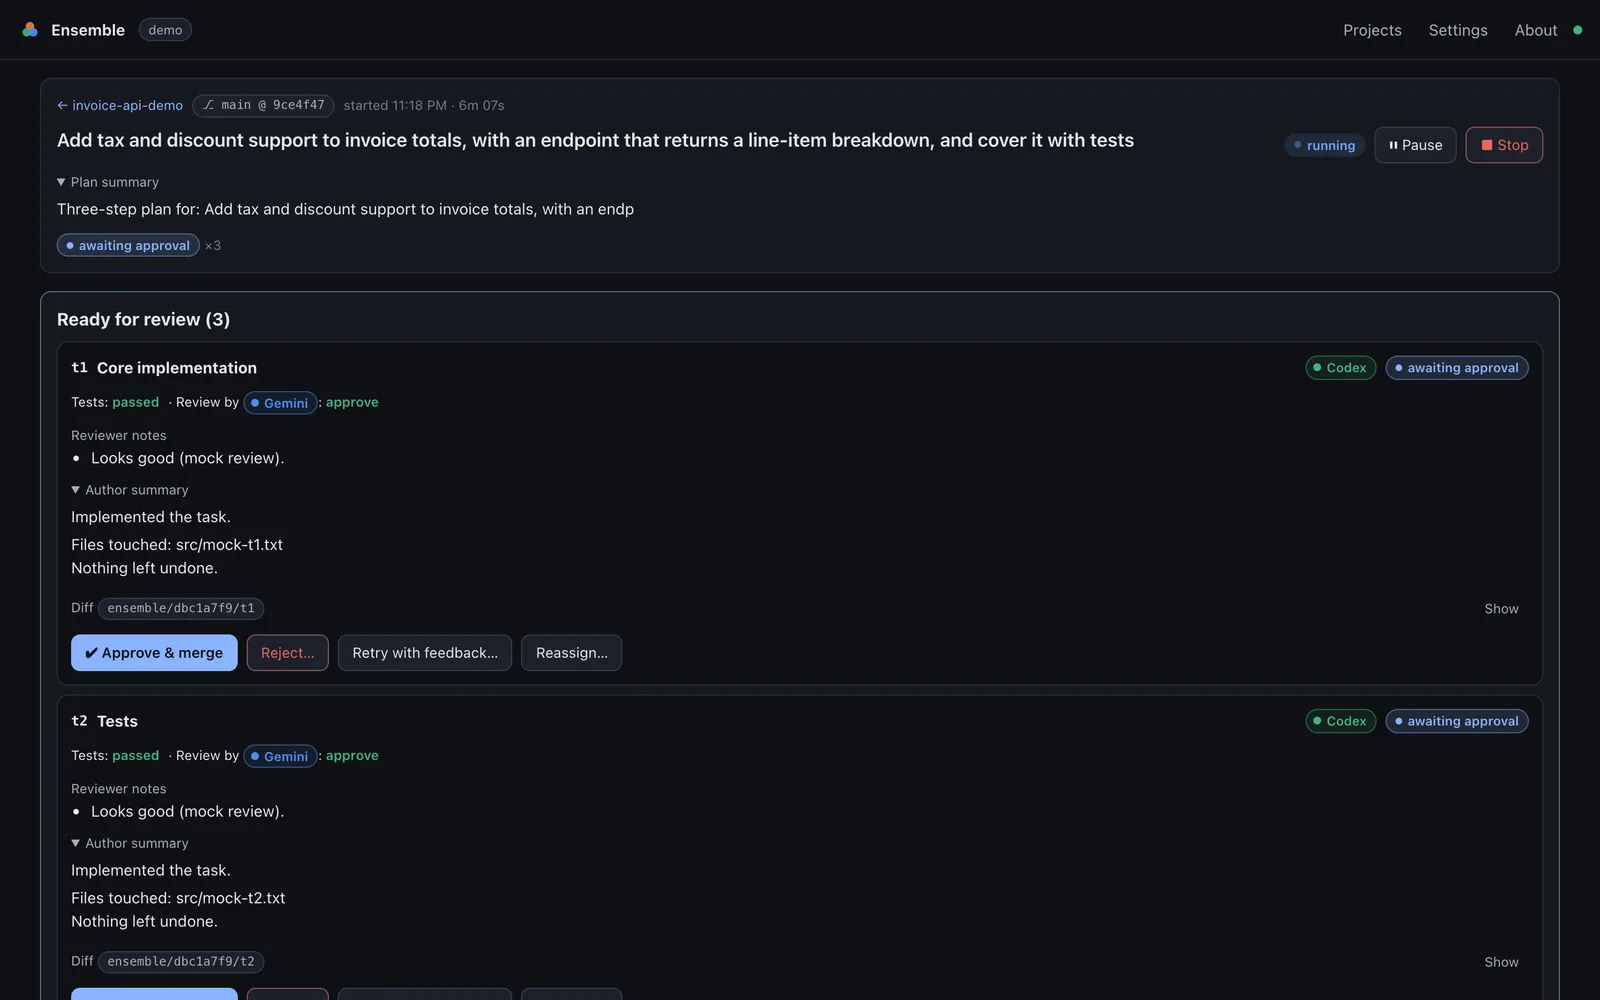 Ensemble demo Projects Settings About
← invoice-api-demo ⎇ main @ 9ce4f47 started 11:18 PM · 6m 07s
Add tax and discount support to invoice totals, with an endpoint that returns a line-item breakdown, and cover it with tests
running Pause Stop
▼ Plan summary
Three-step plan for: Add tax and discount support to invoice totals, with an endp
awaiting approval ×3
Ready for review (3)
t1 Core implementation Codex awaiting approval
Tests: passed · Review by Gemini: approve
Reviewer notes
• Looks good (mock review).
▼ Author summary
Implemented the task.
Files touched: src/mock-t1.txt
Nothing left undone.
Diff ensemble/dbc1a7f9/t1 Show
✔ Approve & merge Reject... Retry with feedback... Reassign...
t2 Tests Codex awaiting approval
Tests: passed · Review by Gemini: approve
Reviewer notes
• Looks good (mock review).
▼ Author summary
Implemented the task.
Files touched: src/mock-t2.txt
Nothing left undone.
Diff ensemble/dbc1a7f9/t2 Show